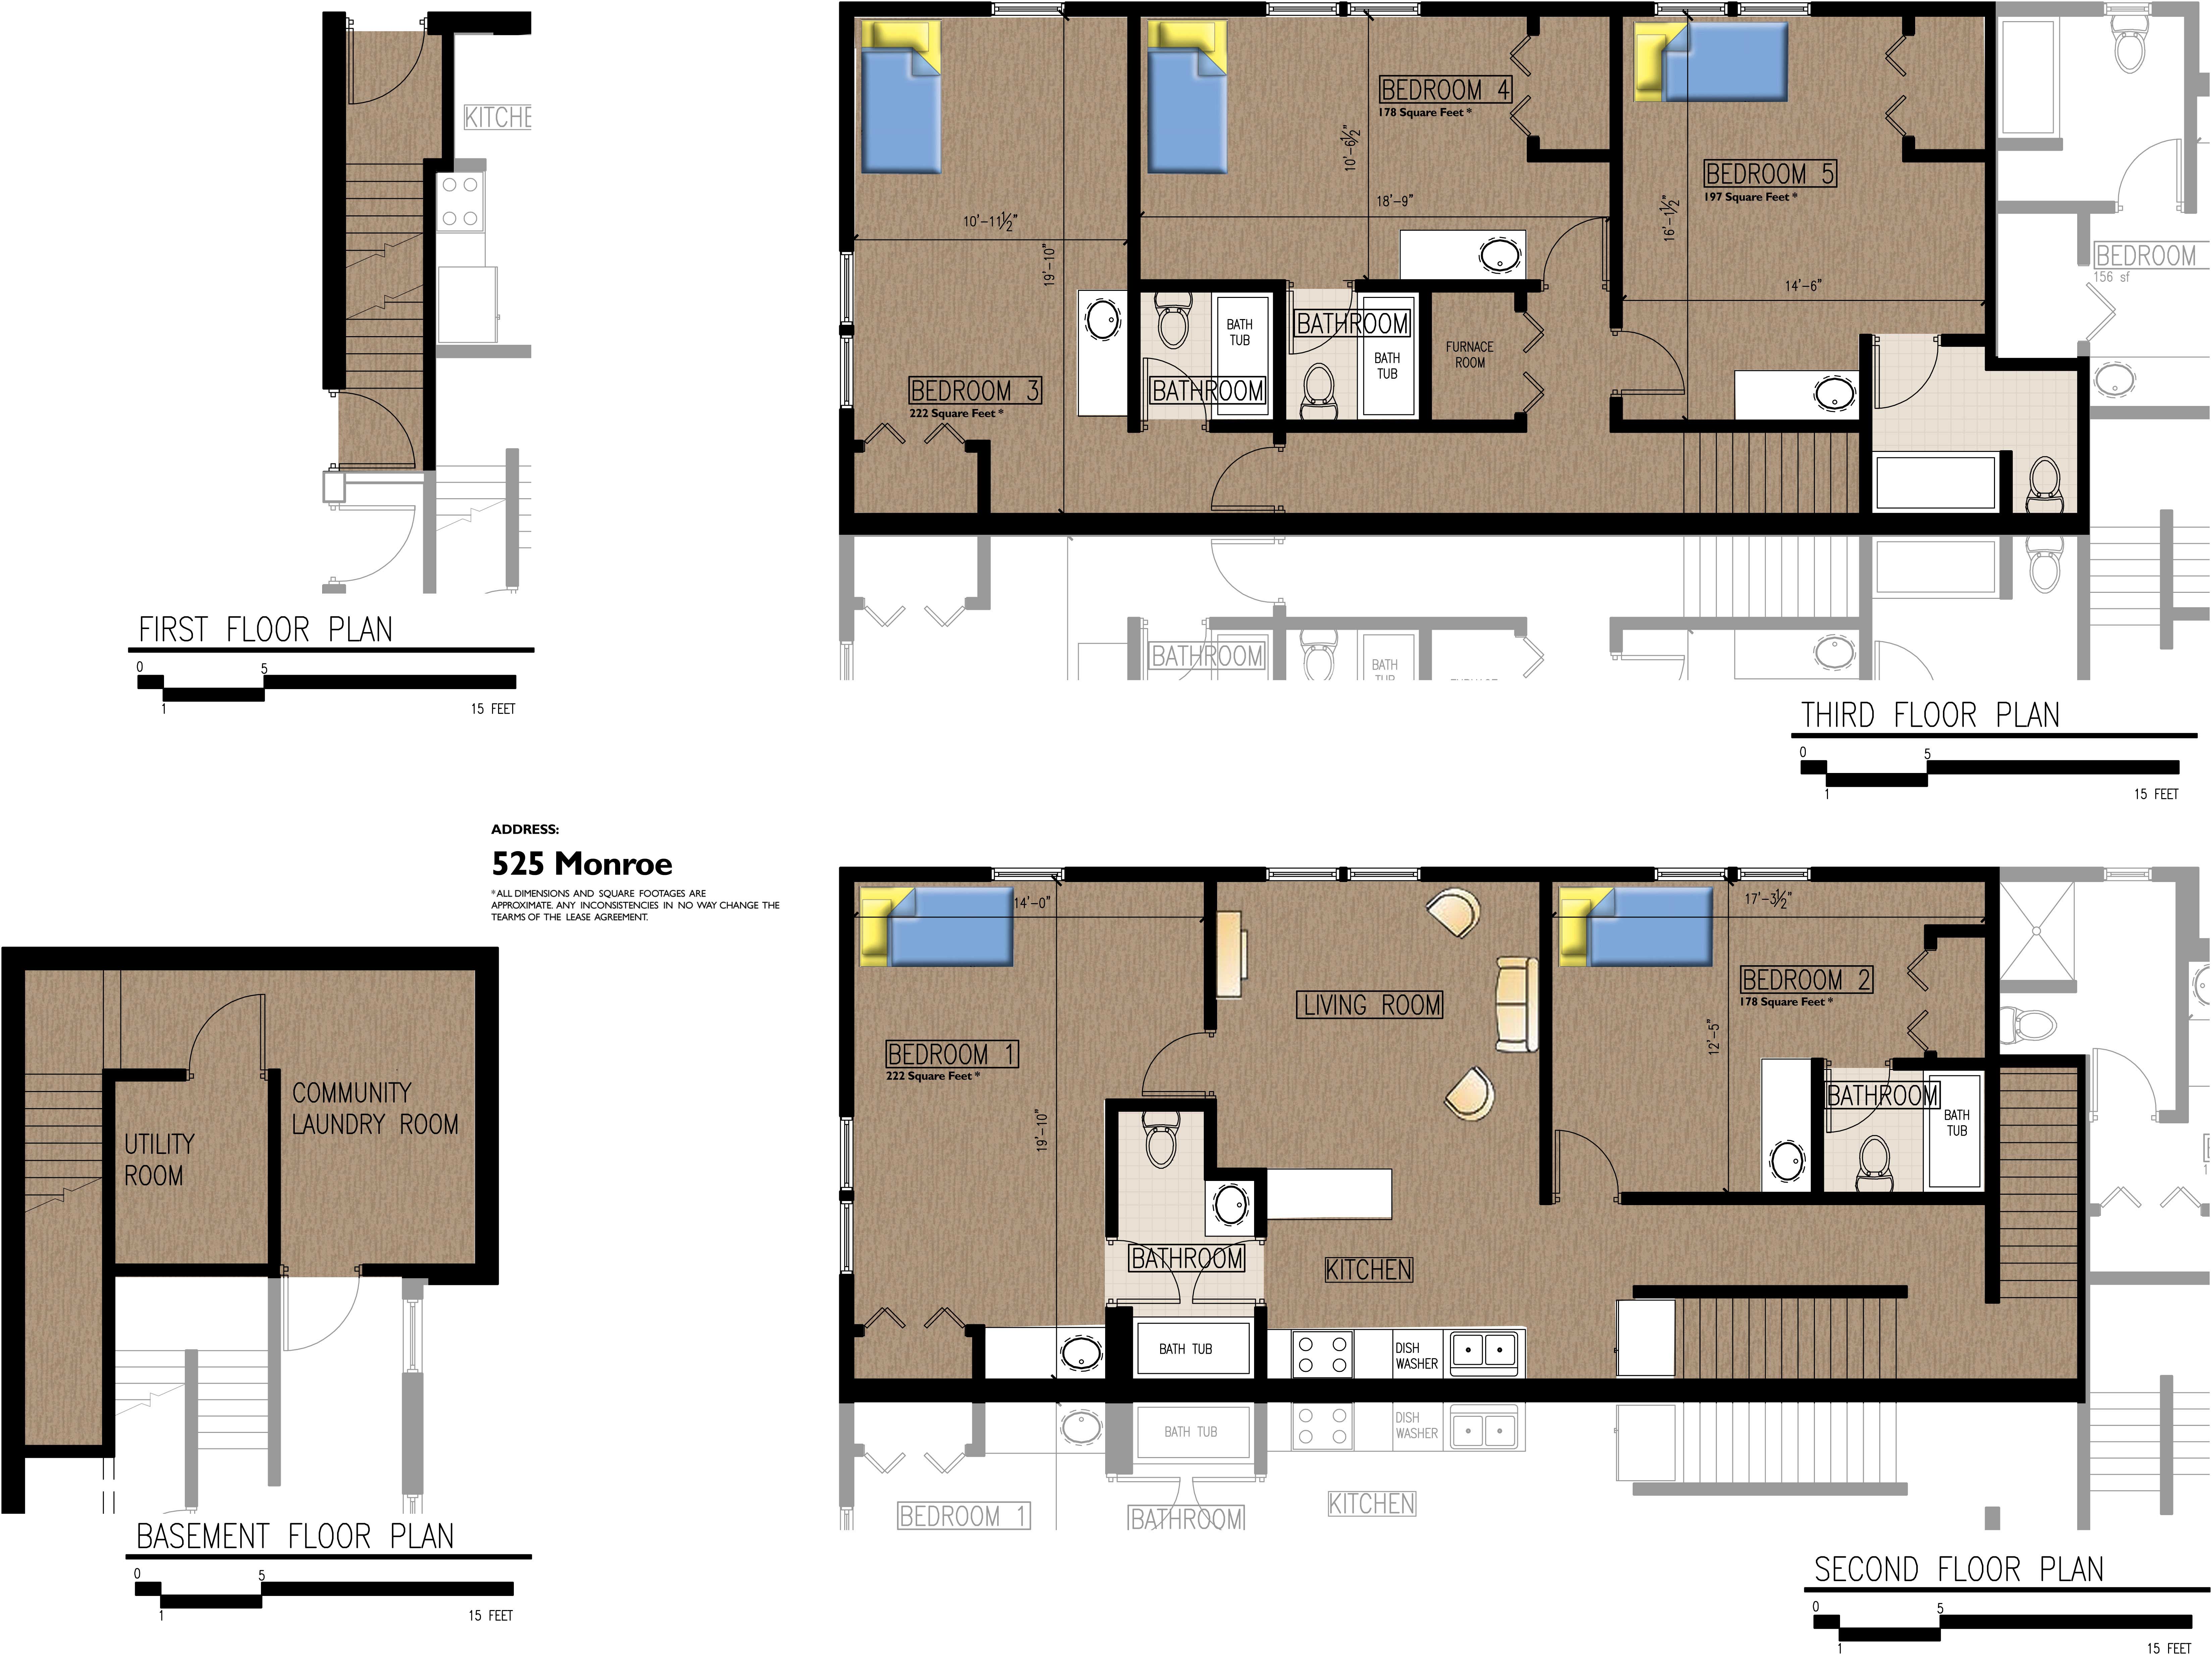 KITCHE
FIRST FLOOR PLAN
0
5
1
15 FEET
BEDROOM 4
178 Square Feet *
10'-6½"
18'-9"
BEDROOM 5
197 Square Feet *
16'-1½"
14'-6"
10'-11½"
19'-10"
BEDROOM 3
222 Square Feet *
BATH
TUB
BATHROOM
BATHROOM
BATH
TUB
FURNACE
ROOM
BEDROOM
156 sf
BATHROOM
BATH
TUB
THIRD FLOOR PLAN
0
5
1
15 FEET
ADDRESS:
525 Monroe
*ALL DIMENSIONS AND SQUARE FOOTAGES ARE
APPROXIMATE. ANY INCONSISTENCIES IN NO WAY CHANGE THE
TEARMS OF THE LEASE AGREEMENT.
COMMUNITY
LAUNDRY ROOM
UTILITY
ROOM
BASEMENT FLOOR PLAN
0
5
1
15 FEET
14'-0"
BEDROOM 1
222 Square Feet *
19'-10"
LIVING ROOM
17'-3½"
BEDROOM 2
178 Square Feet *
12'-5"
BATHROOM
BATH
TUB
BATHROOM
KITCHEN
BATH TUB
DISH
WASHER
BATH TUB
DISH
WASHER
BEDROOM 1
BATHROOM
KITCHEN
SECOND FLOOR PLAN
0
5
1
15 FEET